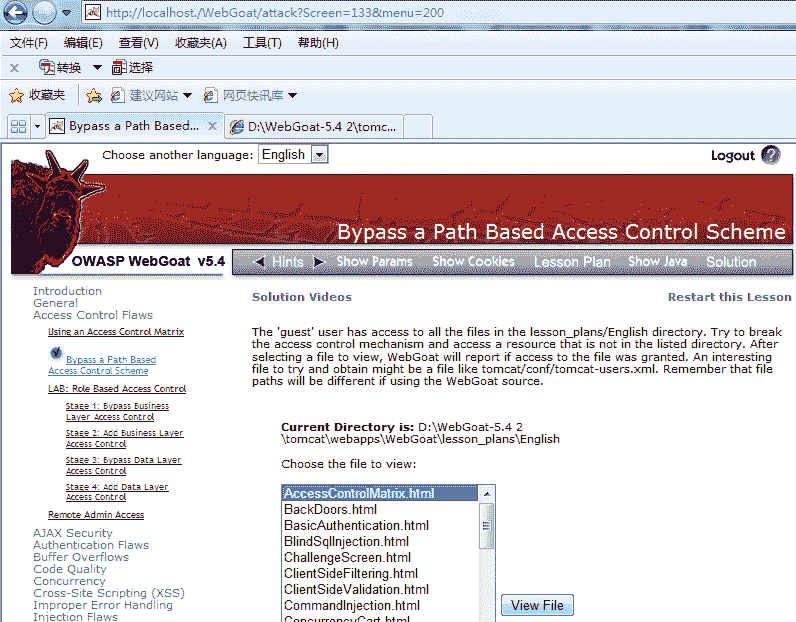 http://localhost./WebGoat/attack?Screen=133&menu=200
文件(F) 编辑(E) 查看(V) 收藏夹(A) 工具(T) 帮助(H)
x 转换 选择
收藏夹 建议网站 网页快讯库
Bypass a Path Based... x D:\WebGoat-5.4 2\tomc...
Choose another language: English
Logout ?
Bypass a Path Based Access Control Scheme
OWASP WebGoat v5.4
Hints Show Params Show Cookies Lesson Plan Show Java Solution
Introduction
General
Access Control Flaws
Using an Access Control Matrix
Bypass a Path Based
Access Control Scheme
LAB: Role Based Access Control
Stage 1: Bypass Business
Layer Access Control
Stage 2: Add Business Layer
Access Control
Stage 3: Bypass Data Layer
Access Control
Stage 4: Add Data Layer
Access Control
Remote Admin Access
AJAX Security
Authentication Flaws
Buffer Overflows
Code Quality
Concurrency
Cross-Site Scripting (XSS)
Improper Error Handling
Injection Flaws
Solution Videos
Restart this Lesson
The 'guest' user has access to all the files in the lesson_plans/English directory. Try to break
the access control mechanism and access a resource that is not in the listed directory. After
selecting a file to view, WebGoat will report if access to the file was granted. An interesting
file to try and obtain might be a file like tomcat/conf/tomcat-users.xml. Remember that file
paths will be different if using the WebGoat source.
Current Directory is: D:\WebGoat-5.4 2
\tomcat\webapps\WebGoat\lesson_plans\English
Choose the file to view:
AccessControlMatrix.html
BackDoors.html
BasicAuthentication.html
BlindSqlInjection.html
ChallengeScreen.html
ClientSideFiltering.html
ClientSideValidation.html
CommandInjection.html
ConcurrencyCart.html
View File